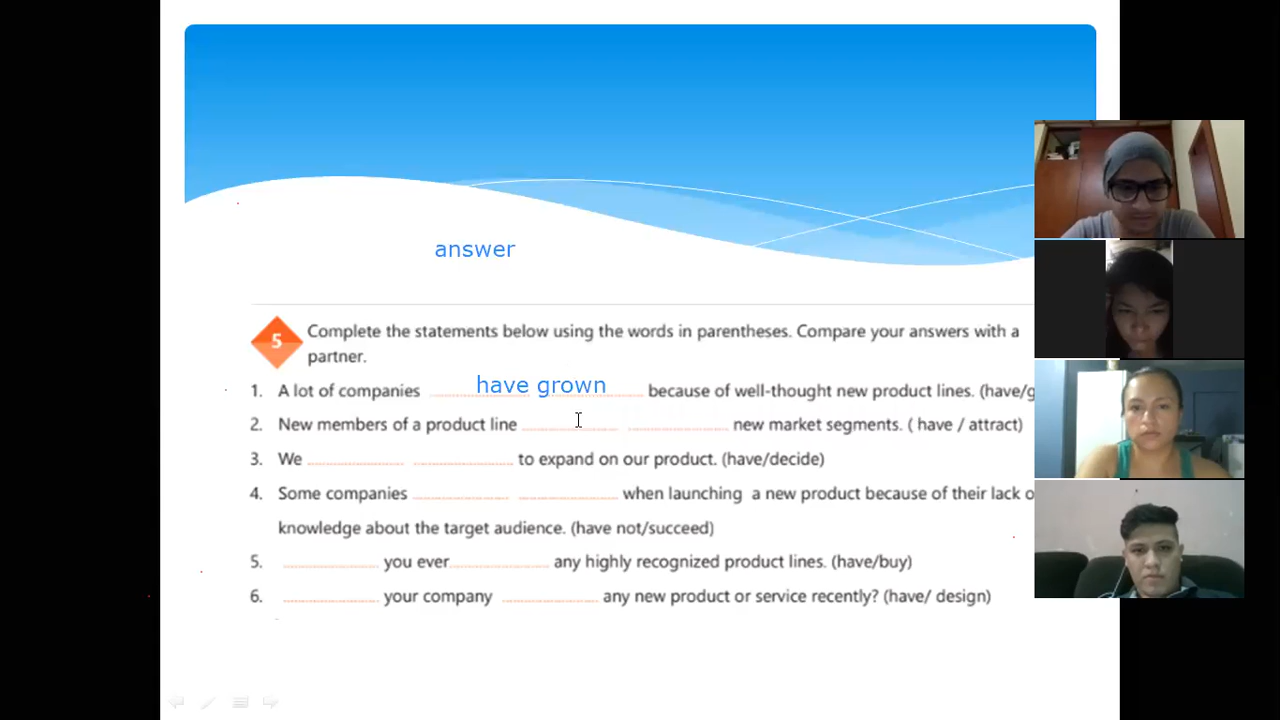 answer
5 Complete the statements below using the words in parentheses. Compare your answers with a
partner.
1. A lot of companies have grown because of well-thought new product lines. (have/g
2. New members of a product line new market segments. ( have / attract)
3. We to expand on our product. (have/decide)
4. Some companies when launching a new product because of their lack o
knowledge about the target audience. (have not/succeed)
5. you ever any highly recognized product lines. (have/buy)
6. your company any new product or service recently? (have/ design)